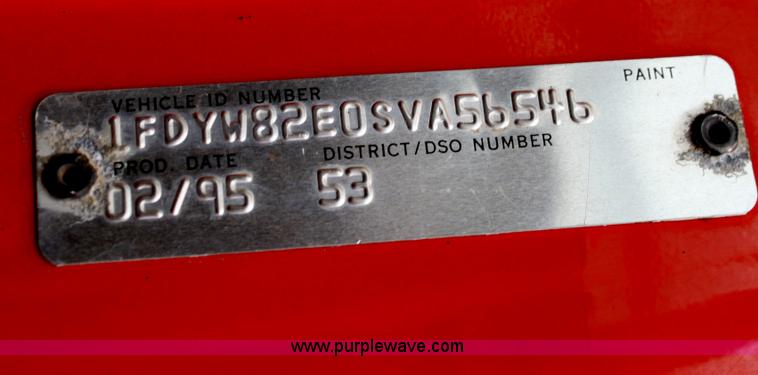 PAINT
VEHICLE ID NUMBER
1FDYW82E0SVA56546
PROD. DATE DISTRICT/DSO NUMBER
02/95 53
www.purplewave.com